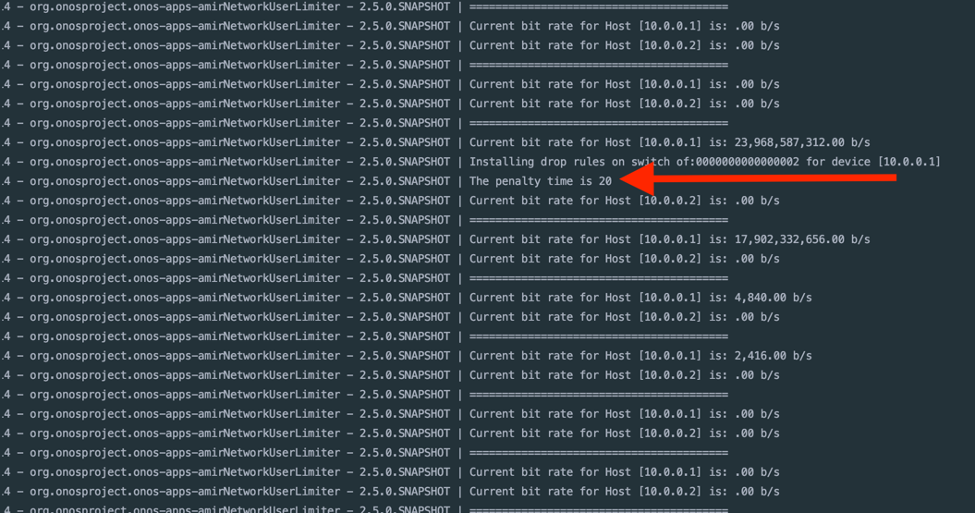 .4 - org.onosproject.onos-apps-amirNetworkUserLimiter - 2.5.0.SNAPSHOT | ======================================
.4 - org.onosproject.onos-apps-amirNetworkUserLimiter - 2.5.0.SNAPSHOT | Current bit rate for Host [10.0.0.1] is: .00 b/s
.4 - org.onosproject.onos-apps-amirNetworkUserLimiter - 2.5.0.SNAPSHOT | Current bit rate for Host [10.0.0.2] is: .00 b/s
.4 - org.onosproject.onos-apps-amirNetworkUserLimiter - 2.5.0.SNAPSHOT | ======================================
.4 - org.onosproject.onos-apps-amirNetworkUserLimiter - 2.5.0.SNAPSHOT | Current bit rate for Host [10.0.0.1] is: .00 b/s
.4 - org.onosproject.onos-apps-amirNetworkUserLimiter - 2.5.0.SNAPSHOT | Current bit rate for Host [10.0.0.2] is: .00 b/s
.4 - org.onosproject.onos-apps-amirNetworkUserLimiter - 2.5.0.SNAPSHOT | ======================================
.4 - org.onosproject.onos-apps-amirNetworkUserLimiter - 2.5.0.SNAPSHOT | Current bit rate for Host [10.0.0.1] is: 23,968,587,312.00 b/s
.4 - org.onosproject.onos-apps-amirNetworkUserLimiter - 2.5.0.SNAPSHOT | Installing drop rules on switch of:0000000000000002 for device [10.0.0.1]
.4 - org.onosproject.onos-apps-amirNetworkUserLimiter - 2.5.0.SNAPSHOT | The penalty time is 20
.4 - org.onosproject.onos-apps-amirNetworkUserLimiter - 2.5.0.SNAPSHOT | Current bit rate for Host [10.0.0.2] is: .00 b/s
.4 - org.onosproject.onos-apps-amirNetworkUserLimiter - 2.5.0.SNAPSHOT | ======================================
.4 - org.onosproject.onos-apps-amirNetworkUserLimiter - 2.5.0.SNAPSHOT | Current bit rate for Host [10.0.0.1] is: 17,902,332,656.00 b/s
.4 - org.onosproject.onos-apps-amirNetworkUserLimiter - 2.5.0.SNAPSHOT | Current bit rate for Host [10.0.0.2] is: .00 b/s
.4 - org.onosproject.onos-apps-amirNetworkUserLimiter - 2.5.0.SNAPSHOT | ======================================
.4 - org.onosproject.onos-apps-amirNetworkUserLimiter - 2.5.0.SNAPSHOT | Current bit rate for Host [10.0.0.1] is: 4,840.00 b/s
.4 - org.onosproject.onos-apps-amirNetworkUserLimiter - 2.5.0.SNAPSHOT | Current bit rate for Host [10.0.0.2] is: .00 b/s
.4 - org.onosproject.onos-apps-amirNetworkUserLimiter - 2.5.0.SNAPSHOT | ======================================
.4 - org.onosproject.onos-apps-amirNetworkUserLimiter - 2.5.0.SNAPSHOT | Current bit rate for Host [10.0.0.1] is: 2,416.00 b/s
.4 - org.onosproject.onos-apps-amirNetworkUserLimiter - 2.5.0.SNAPSHOT | Current bit rate for Host [10.0.0.2] is: .00 b/s
.4 - org.onosproject.onos-apps-amirNetworkUserLimiter - 2.5.0.SNAPSHOT | ======================================
.4 - org.onosproject.onos-apps-amirNetworkUserLimiter - 2.5.0.SNAPSHOT | Current bit rate for Host [10.0.0.1] is: .00 b/s
.4 - org.onosproject.onos-apps-amirNetworkUserLimiter - 2.5.0.SNAPSHOT | Current bit rate for Host [10.0.0.2] is: .00 b/s
.4 - org.onosproject.onos-apps-amirNetworkUserLimiter - 2.5.0.SNAPSHOT | ======================================
.4 - org.onosproject.onos-apps-amirNetworkUserLimiter - 2.5.0.SNAPSHOT | Current bit rate for Host [10.0.0.1] is: .00 b/s
.4 - org.onosproject.onos-apps-amirNetworkUserLimiter - 2.5.0.SNAPSHOT | Current bit rate for Host [10.0.0.2] is: .00 b/s
.4 - org.onosproject.onos-apps-amirNetworkUserLimiter - 2.5.0.SNAPSHOT | ======================================